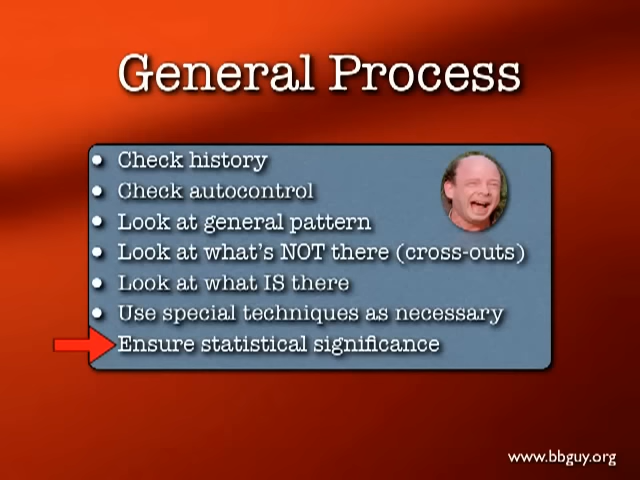 General Process
• Check history
• Check autocontrol
• Look at general pattern
• Look at what's NOT there (cross-outs)
• Look at what IS there
• Use special techniques as necessary
Ensure statistical significance
www.bbguy.org